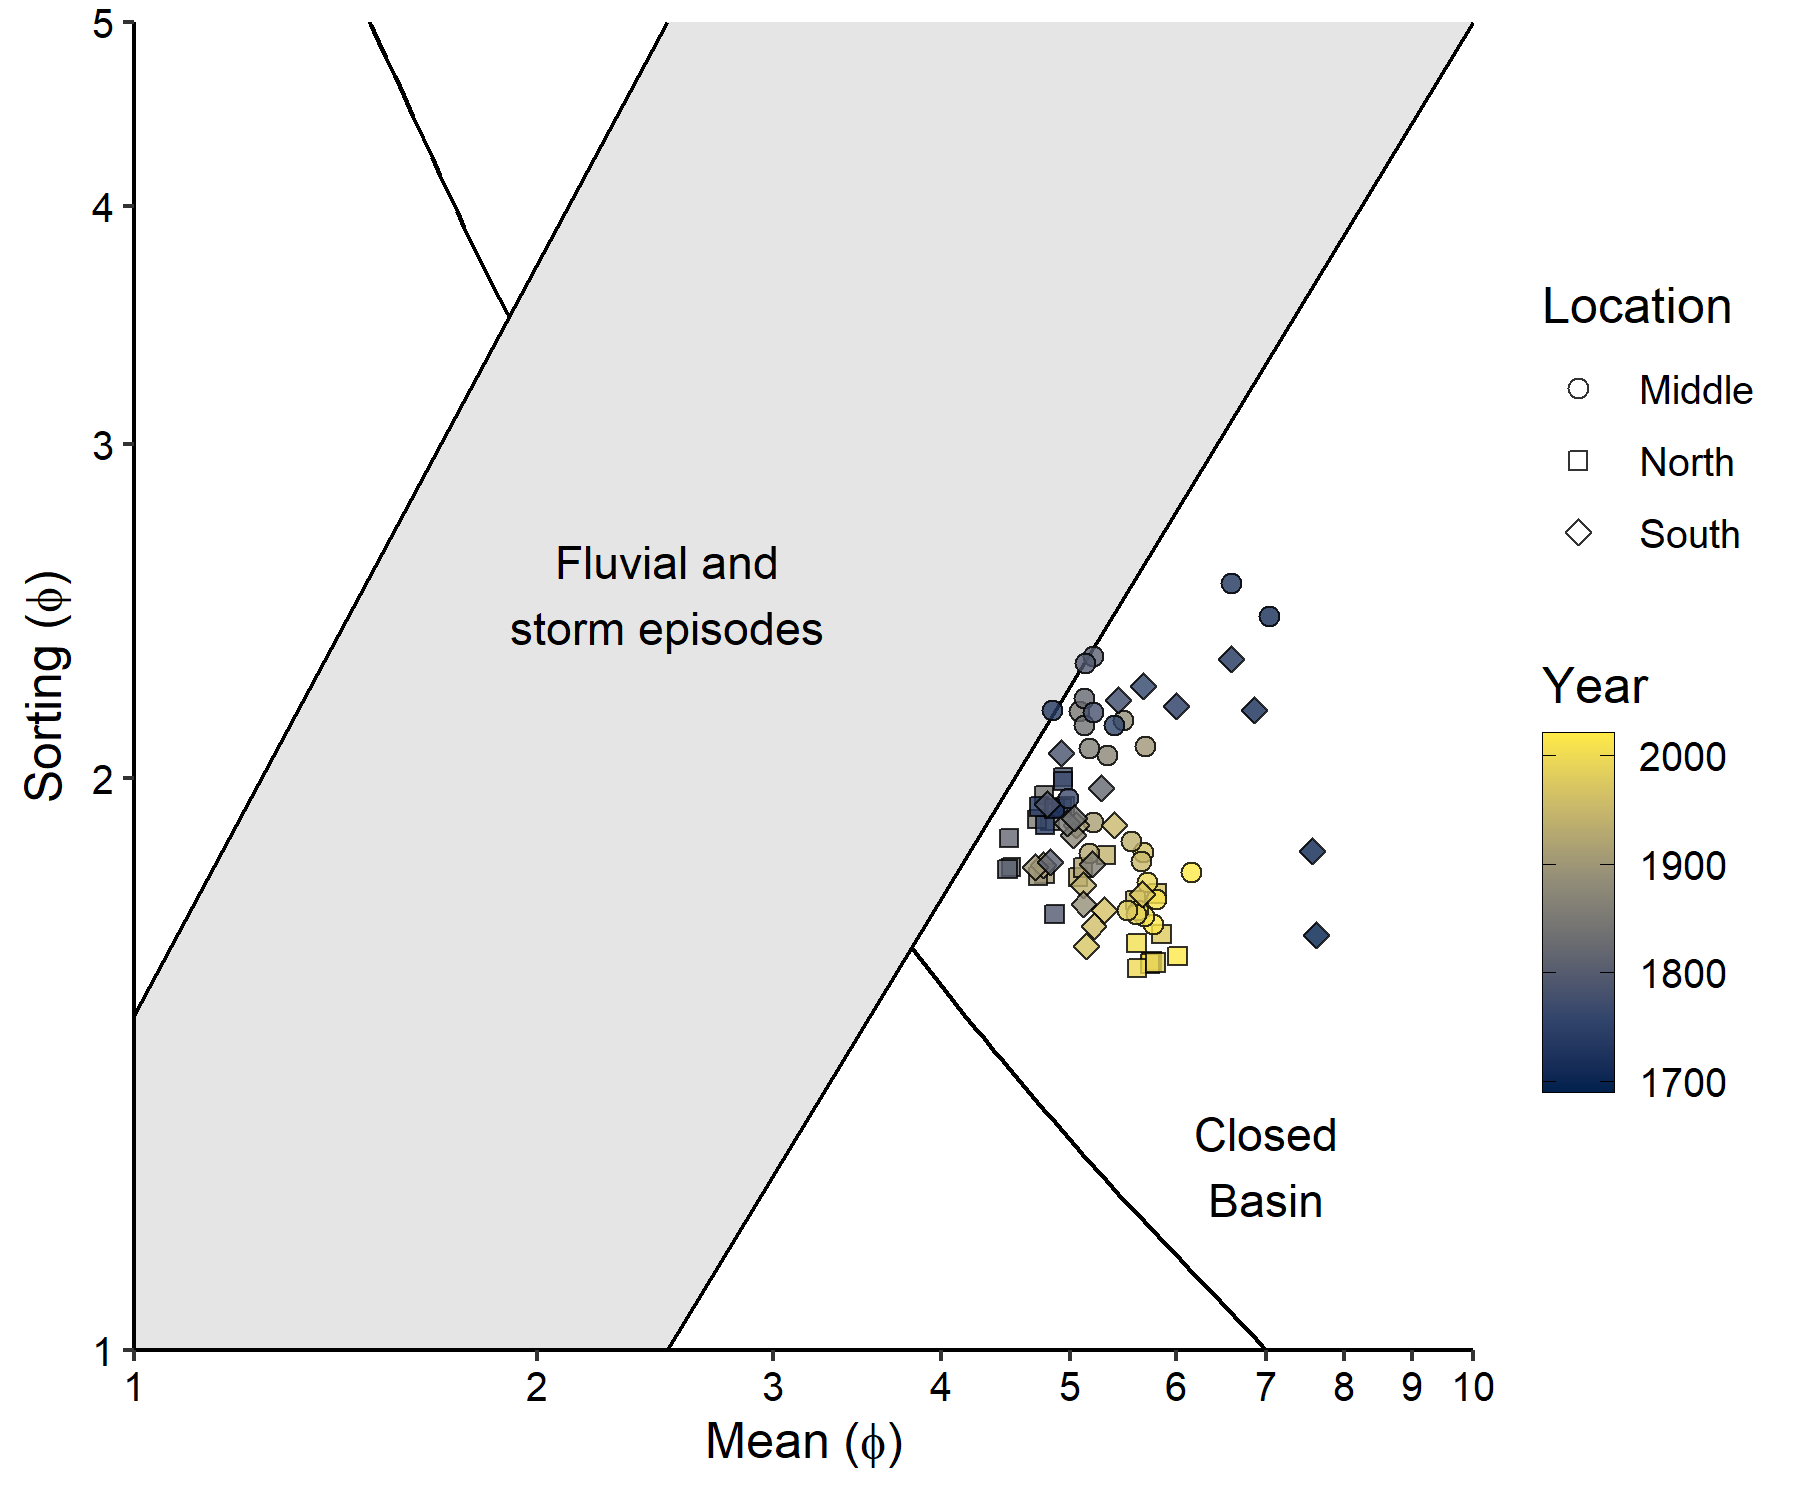 5
4
3
2
1
Sorting (ϕ)
Fluvial and
storm episodes
Closed
Basin
1 2 3 4 5 6 7 8 9 10
Mean (ϕ)
Location
Middle
North
South
Year
2000
1900
1800
1700